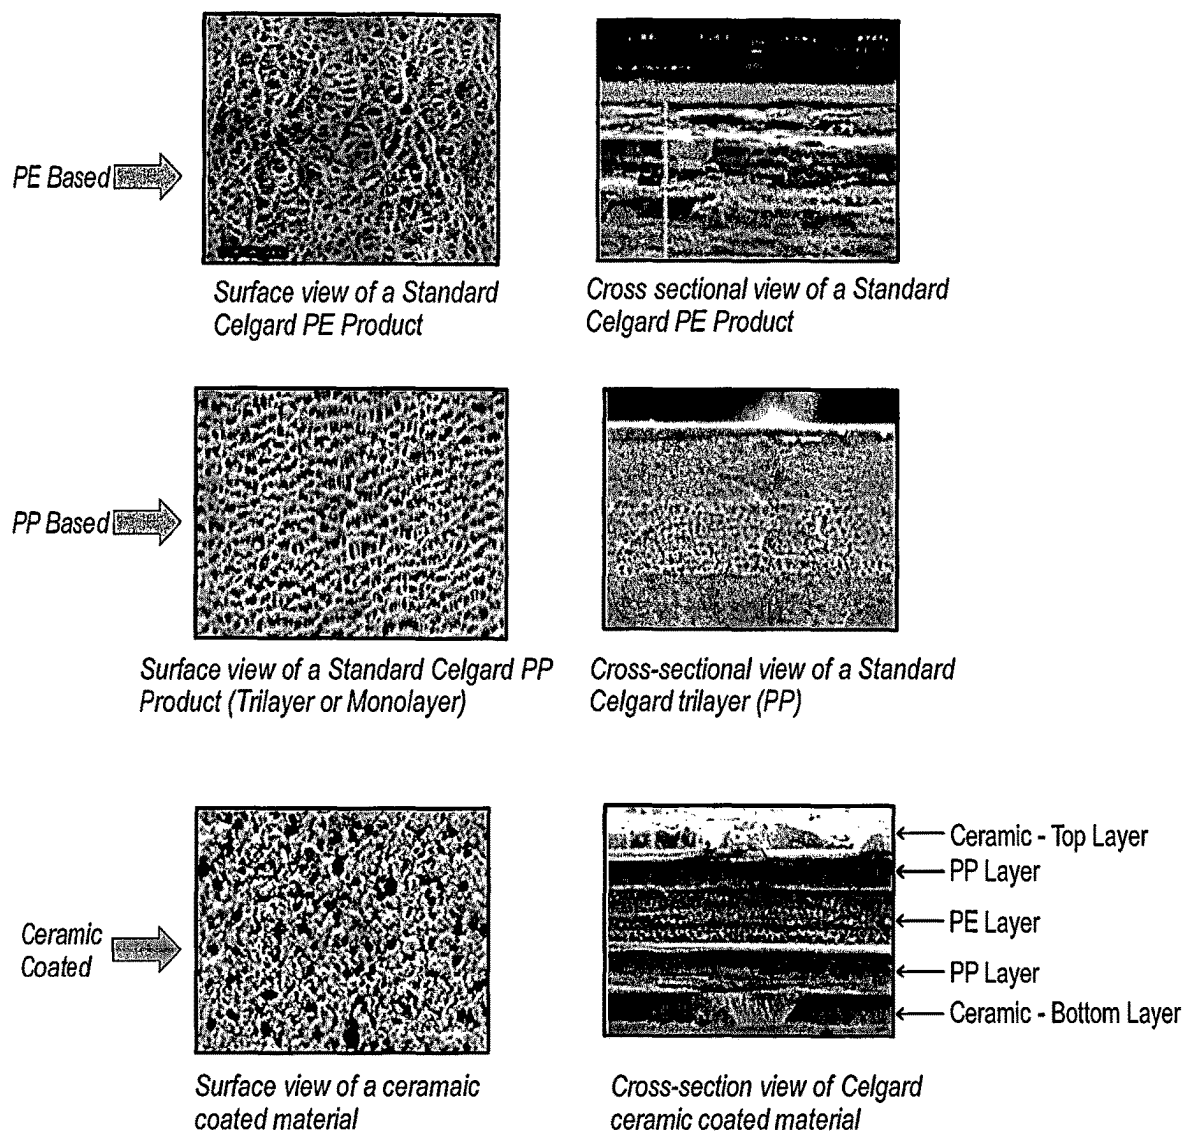 PE Based
Surface view of a Standard
Celgard PE Product
Cross sectional view of a Standard
Celgard PE Product
PP Based
Surface view of a Standard Celgard PP
Product (Trilayer or Monolayer)
Cross-sectional view of a Standard
Celgard trilayer (PP)
Ceramic
Coated
Ceramic - Top Layer
PP Layer
PE Layer
PP Layer
Ceramic - Bottom Layer
Surface view of a ceramaic
coated material
Cross-section view of Celgard
ceramic coated material